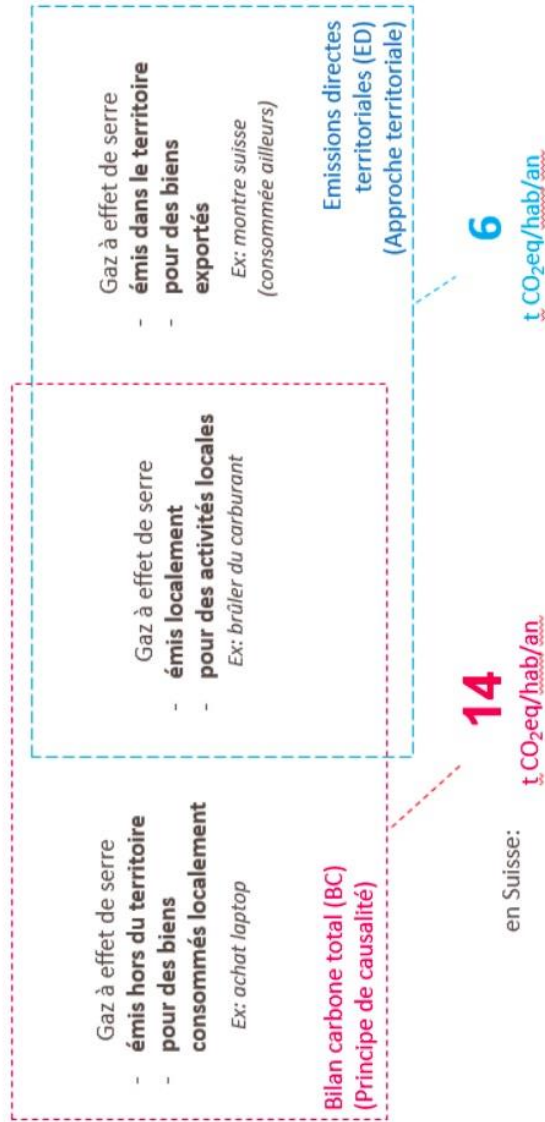 Gaz à effet de serre
- émis hors du territoire
- pour des biens
consommés localement
Ex: achat laptop
Bilan carbone total (BC)
(Principe de causalité)
Gaz à effet de serre
- émis localement
- pour des activités locales
Ex: brûler du carburant
Gaz à effet de serre
- émis dans le territoire
- pour des biens
exportés
Ex: montre suisse
(consommée ailleurs)
Emissions directes
territoriales (ED)
(Approche territoriale)
en Suisse:
14
t CO₂eq/hab/an
6
t CO₂eq/hab/an